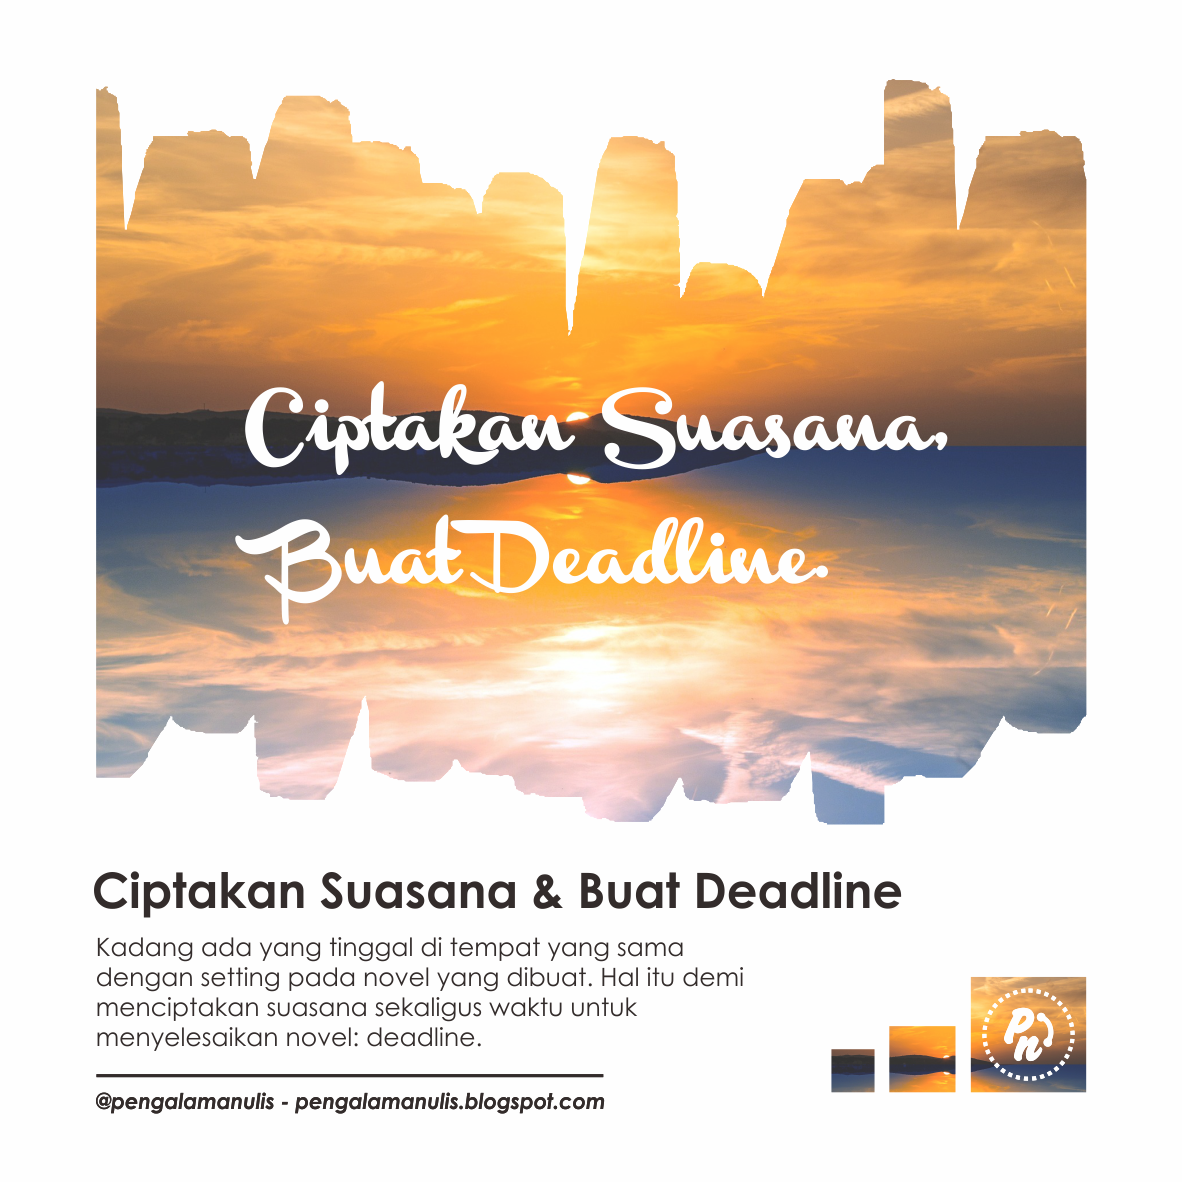 Ciptakan Suasana,
Buat Deadline.
Ciptakan Suasana & Buat Deadline
Kadang ada yang tinggal di tempat yang sama
dengan setting pada novel yang dibuat. Hal itu demi
menciptakan suasana sekaligus waktu untuk
menyelesaikan novel: deadline.
@pengalamanulis - pengalamanulis.blogspot.com
Pn